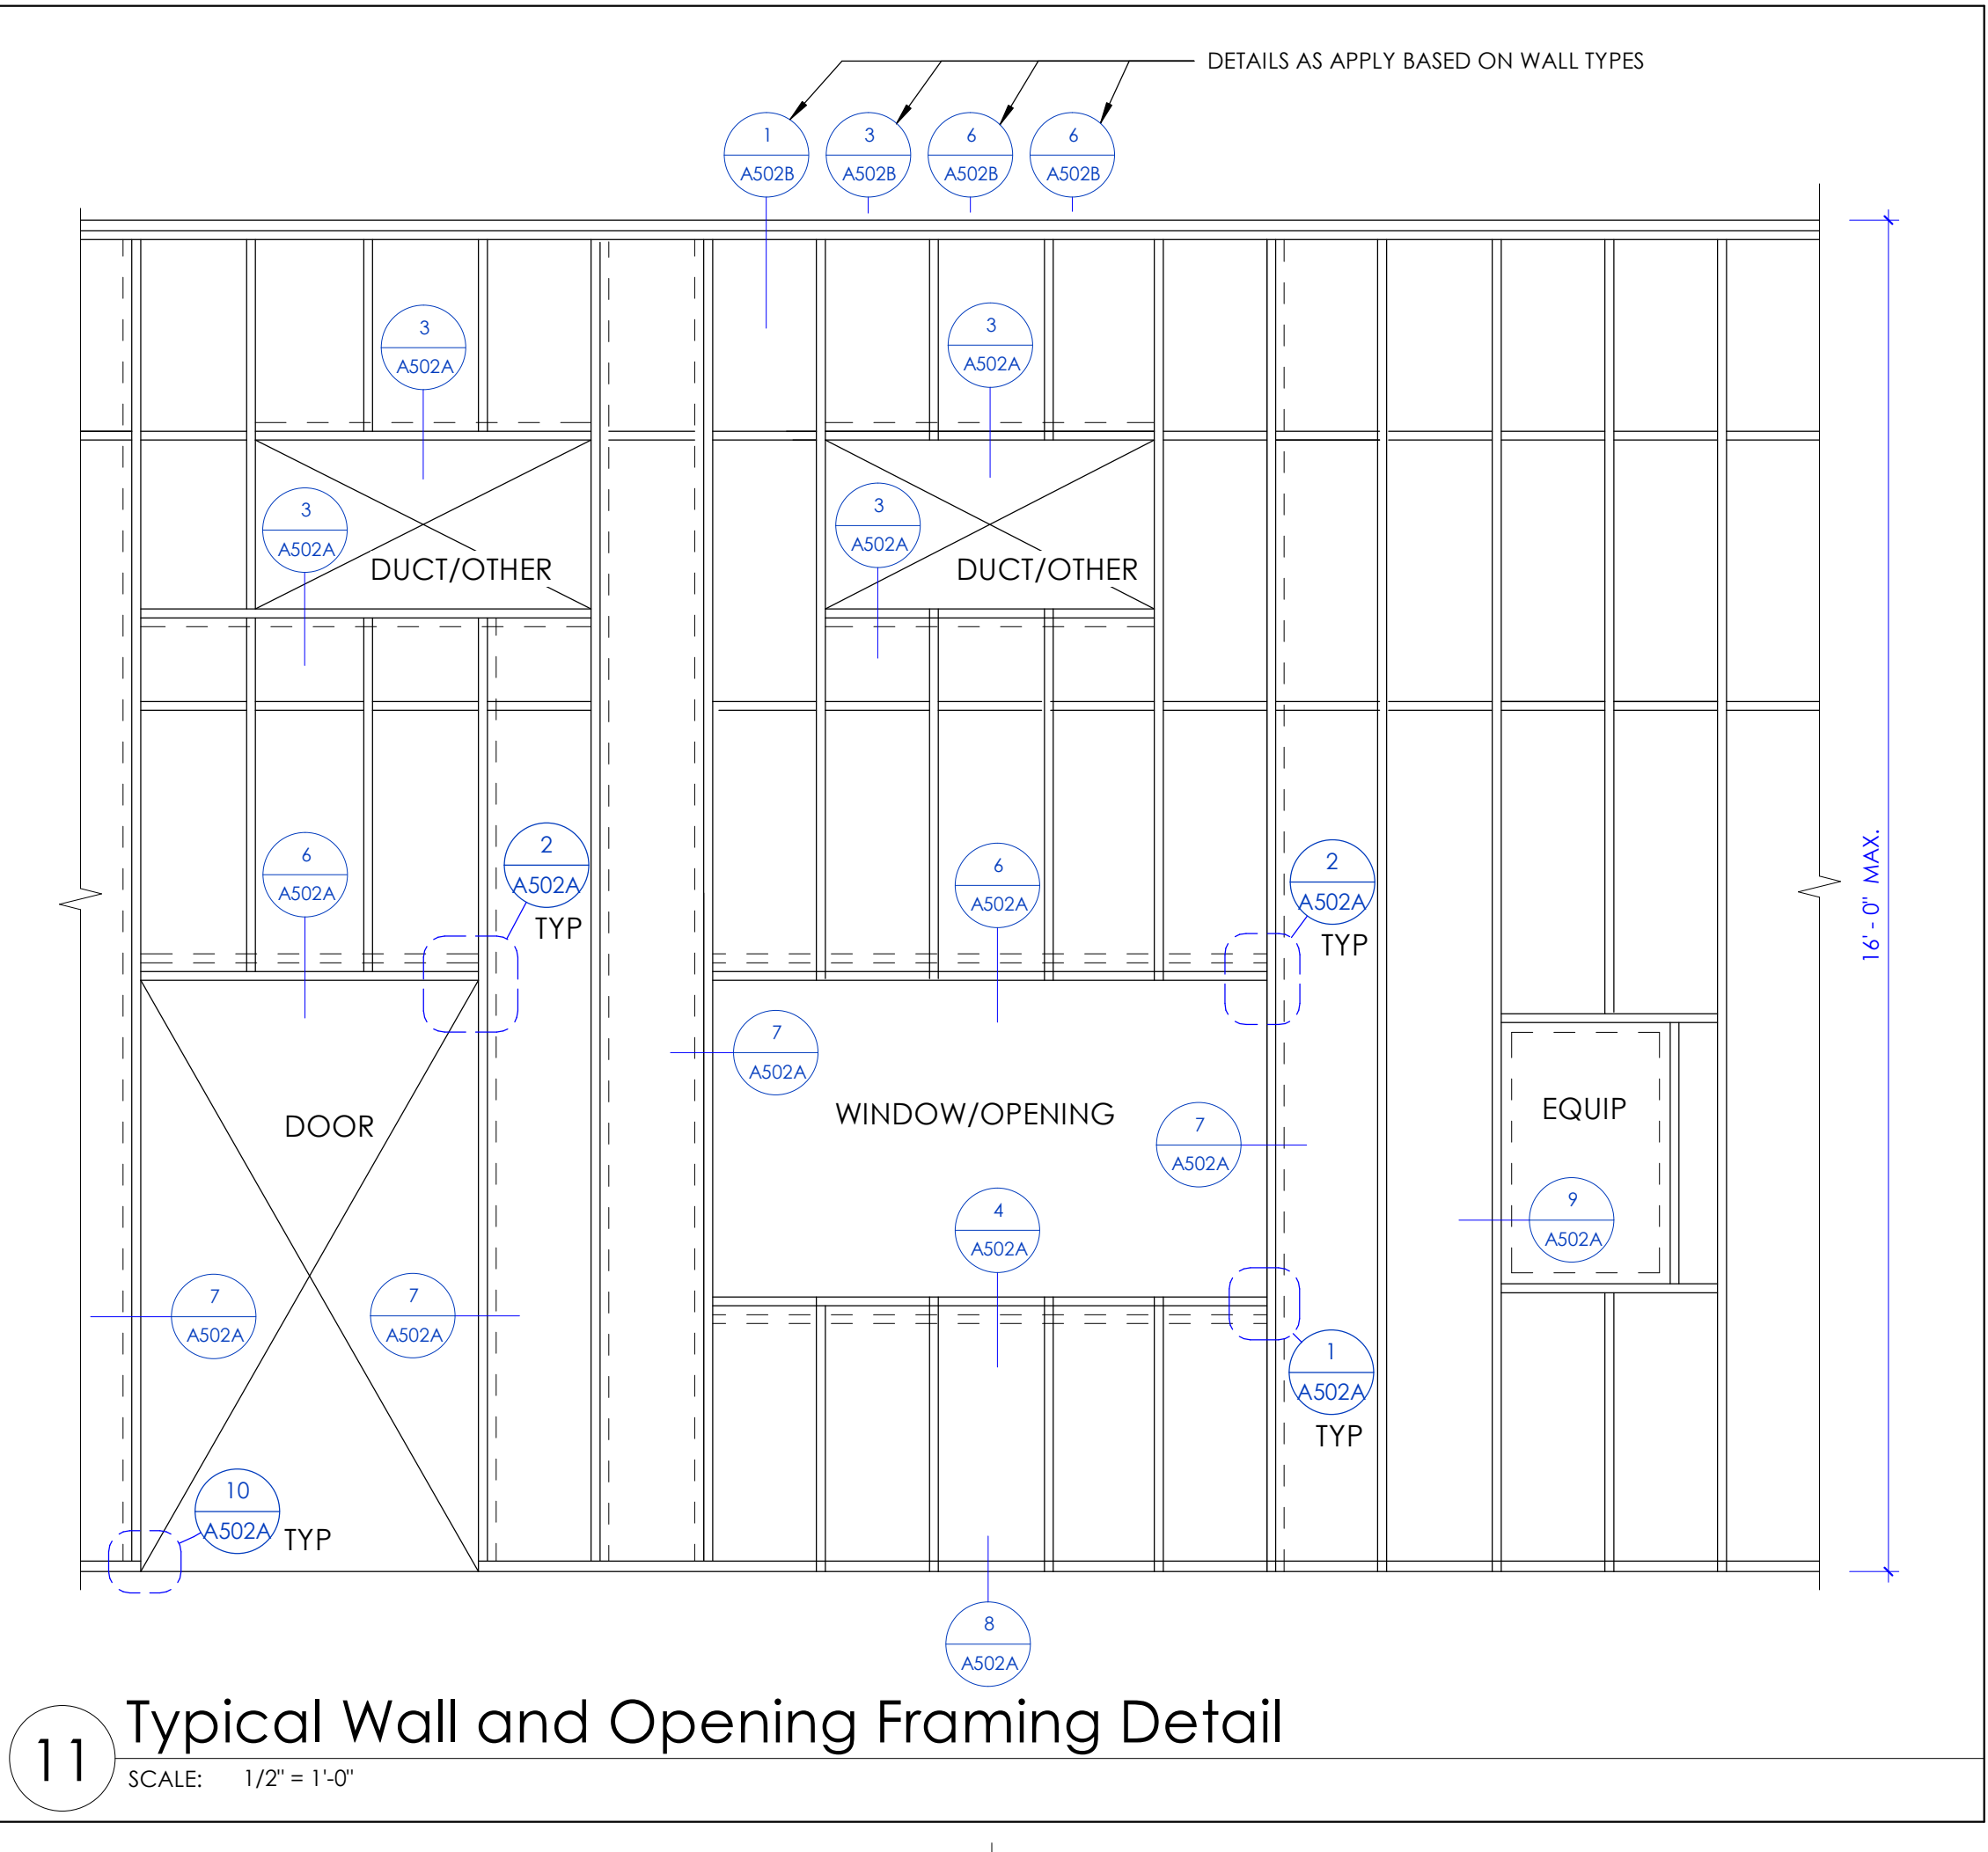 DETAILS AS APPLY BASED ON WALL TYPES
1
A502B
3
A502B
6
A502B
6
A502B
3
A502A
3
A502A
3
A502A
3
A502A
DUCT/OTHER
DUCT/OTHER
6
A502A
2
A502A
TYP
6
A502A
2
A502A
TYP
16' - 0" MAX.
7
A502A
DOOR
WINDOW/OPENING
EQUIP
7
A502A
4
A502A
9
A502A
7
A502A
7
A502A
1
A502A
TYP
10
A502A
TYP
8
A502A
11
Typical Wall and Opening Framing Detail
SCALE: 1/2" = 1'-0"